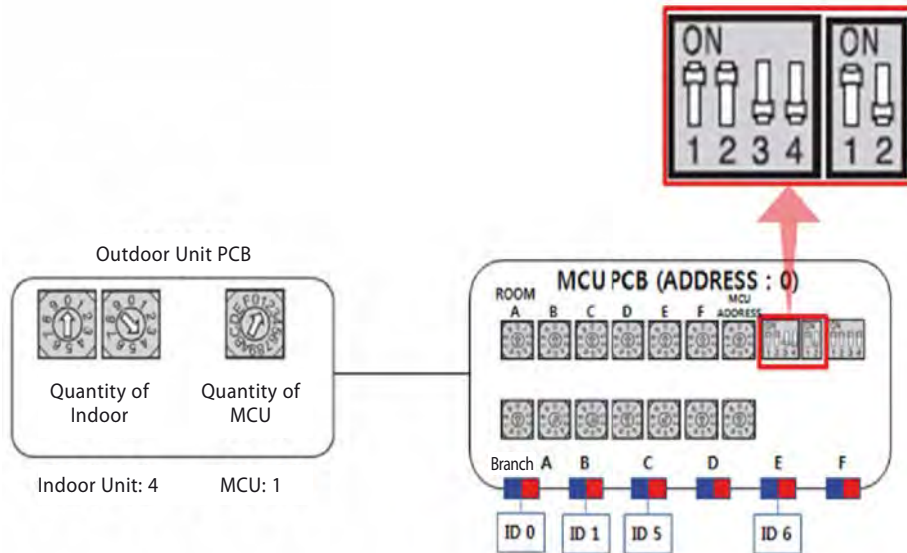 ON
1 2 3 4
ON
1 2
Outdoor Unit PCB
Quantity of
Indoor
Quantity of
MCU
Indoor Unit: 4
MCU: 1
MCU PCB (ADDRESS : 0)
ROOM
A B C D E F
MCU
ADDRESS
Branch A B C D E F
ID 0
ID 1
ID 5
ID 6